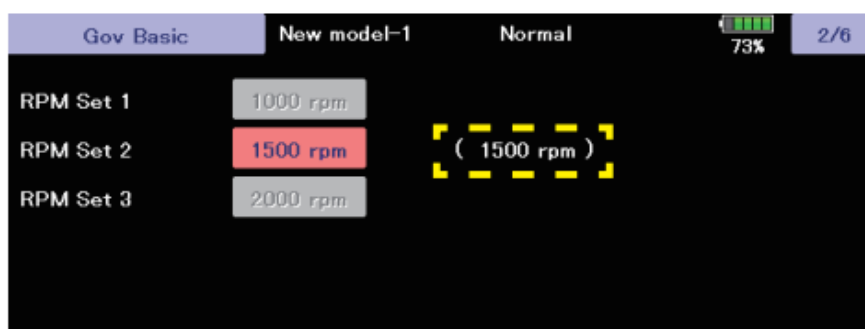 Gov Basic New model-1 Normal 73% 2/6
RPM Set 1 1000 rpm
RPM Set 2 1500 rpm ( 1500 rpm )
RPM Set 3 2000 rpm